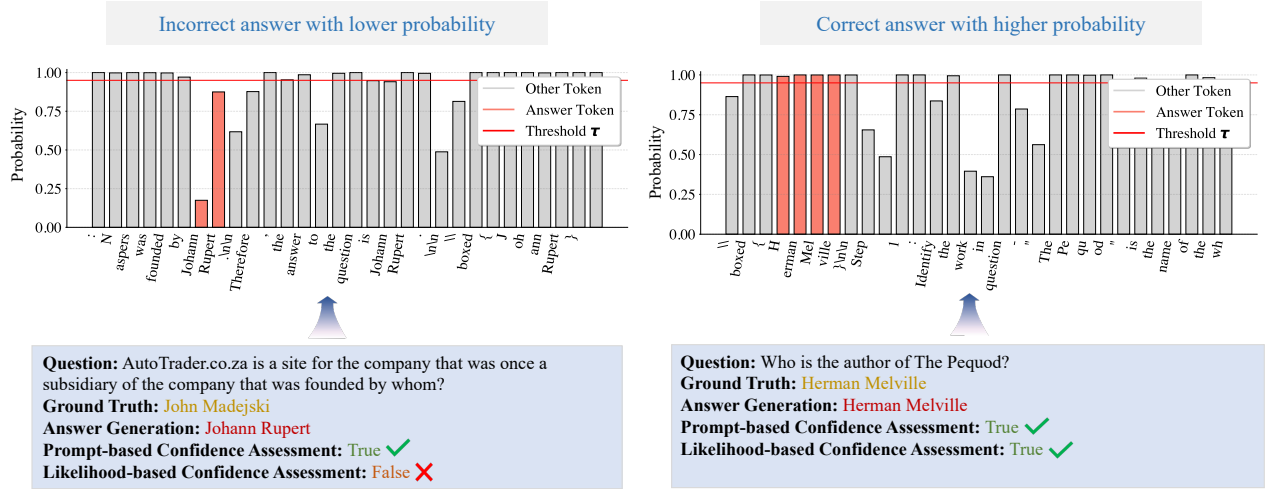 Incorrect answer with lower probability
1.00
0.75
0.50
0.25
0.00
Probability
Other Token
Answer Token
Threshold τ
:
N
aspers
was
founded
by
Johann
Rupert
.\n\n
Therefore
,
the
answer
to
the
question
is
Johann
Rupert
.
\n\n
\\
boxed
{
J
oh
ann
Rupert
}
Question: AutoTrader.co.za is a site for the company that was once a
subsidiary of the company that was founded by whom?
Ground Truth: John Madejski
Answer Generation: Johann Rupert
Prompt-based Confidence Assessment: True
Likelihood-based Confidence Assessment: False
Correct answer with higher probability
1.00
0.75
0.50
0.25
0.00
Probability
Other Token
Answer Token
Threshold τ
\\
boxed
{
H
erman
Mel
ville
}\n\n
Step
1
:
Identify
the
work
in
question
-
"
The
Pe
qu
od
"
is
the
name
of
the
wh
Question: Who is the author of The Pequod?
Ground Truth: Herman Melville
Answer Generation: Herman Melville
Prompt-based Confidence Assessment: True
Likelihood-based Confidence Assessment: True